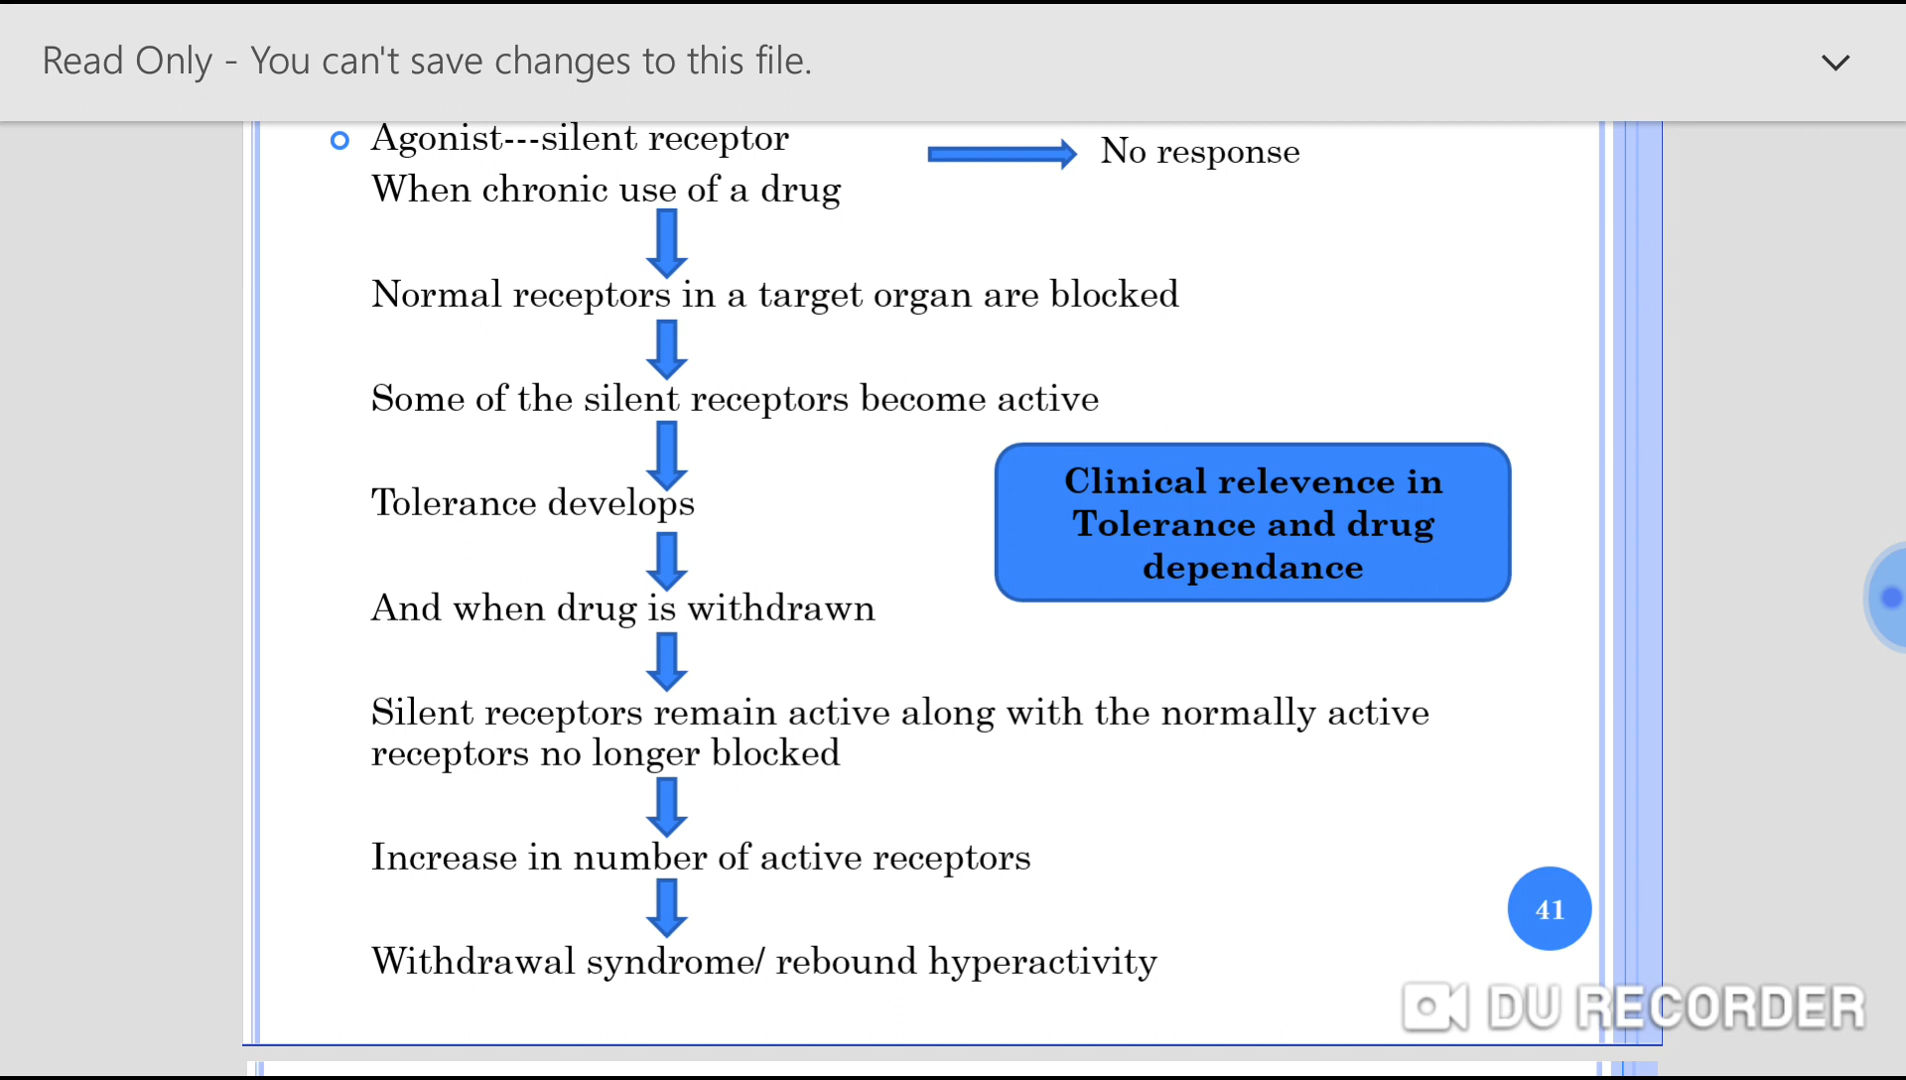 Read Only - You can't save changes to this file.
Agonist---silent receptor
No response
When chronic use of a drug
Normal receptors in a target organ are blocked
Some of the silent receptors become active
Clinical relevence in
Tolerance and drug
dependance
Tolerance develops
And when drug is withdrawn
Silent receptors remain active along with the normally active
receptors no longer blocked
Increase in number of active receptors
41
Withdrawal syndrome/ rebound hyperactivity
DU RECORDER